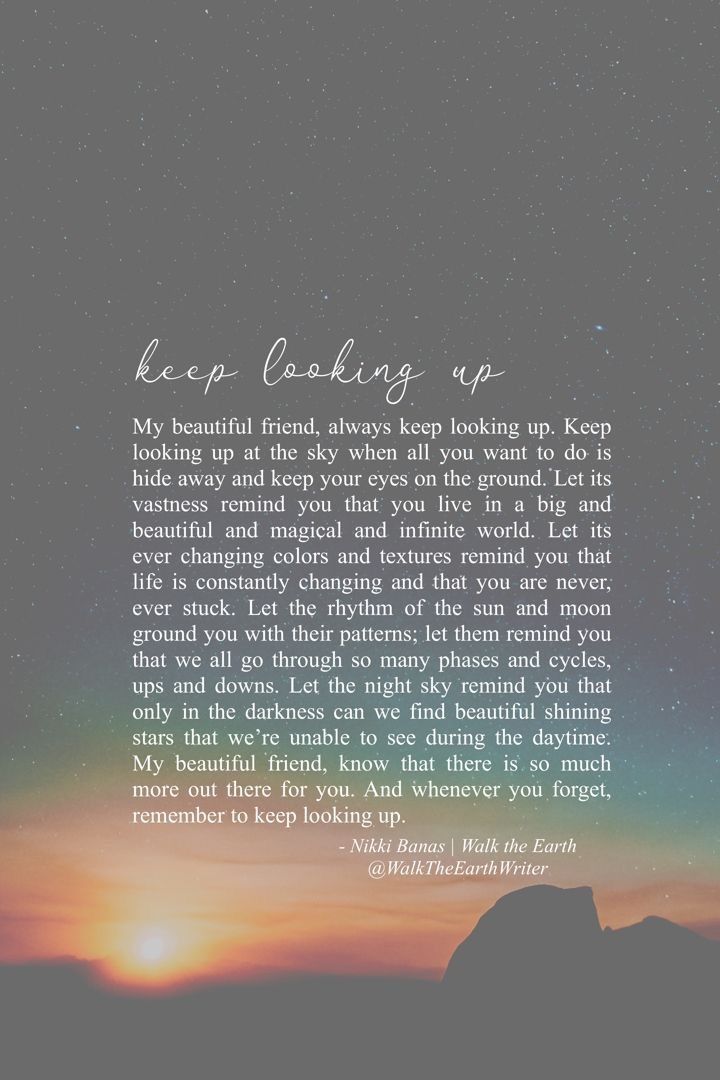 keep looking up
My beautiful friend, always keep looking up. Keep
looking up at the sky when all you want to do is
hide away and keep your eyes on the ground. Let its
vastness remind you that you live in a big and
beautiful and magical and infinite world. Let its
ever changing colors and textures remind you that
life is constantly changing and that you are never,
ever stuck. Let the rhythm of the sun and moon
ground you with their patterns; let them remind you
that we all go through so many phases and cycles,
ups and downs. Let the night sky remind you that
only in the darkness can we find beautiful shining
stars that we’re unable to see during the daytime.
My beautiful friend, know that there is so much
more out there for you. And whenever you forget,
remember to keep looking up.
- Nikki Banas | Walk the Earth
@WalkTheEarthWriter